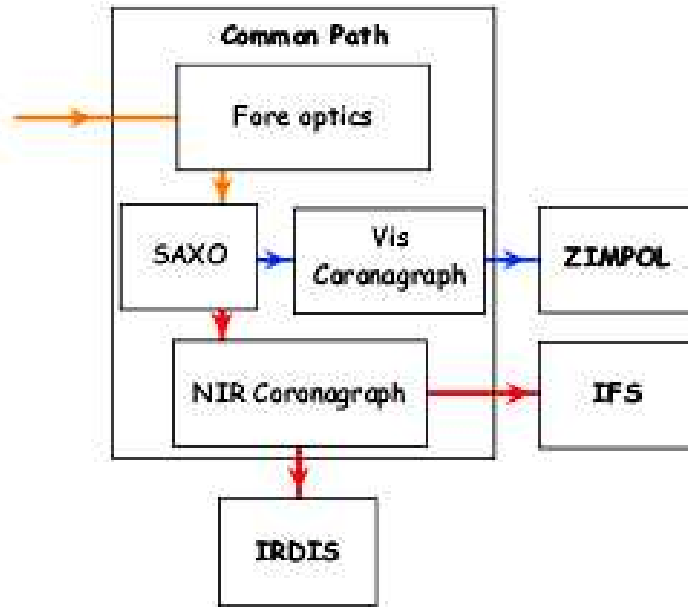 Common Path
Fore optics
SAXO
Vis
Coronagraph
ZIMPOL
NIR Coronagraph
IFS
IRDIS